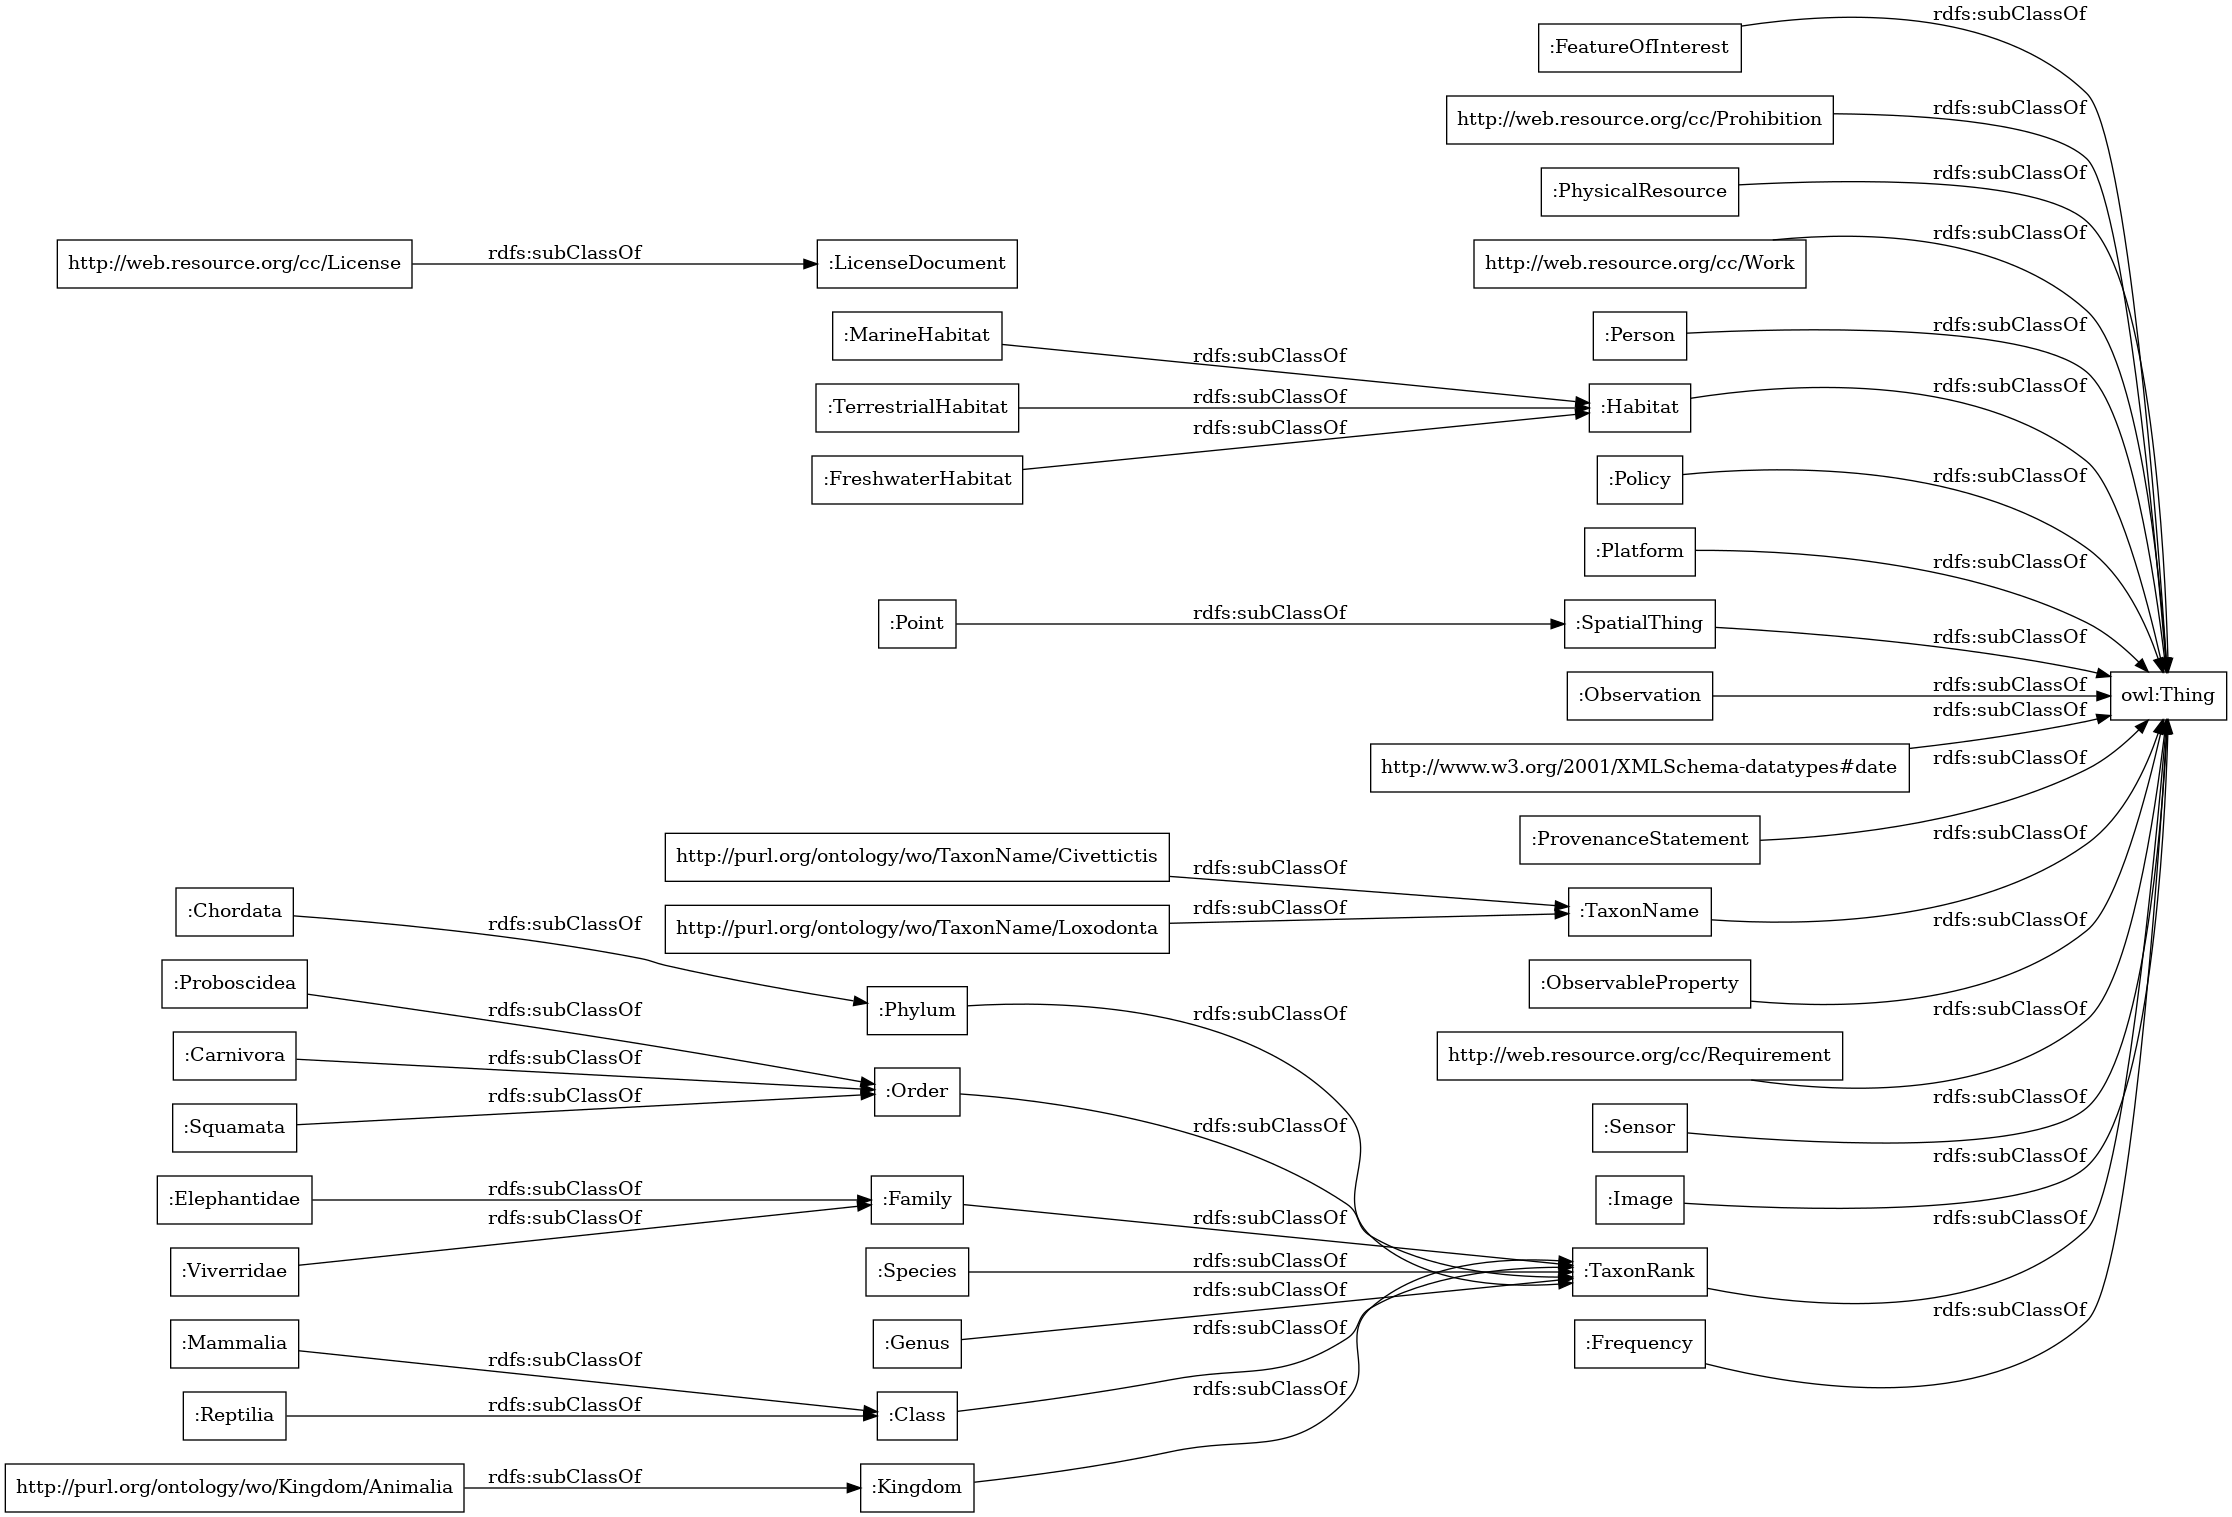 rdfs:subClassOf
:FeatureOfInterest
rdfs:subClassOf
http://web.resource.org/cc/Prohibition
rdfs:subClassOf
:PhysicalResource
rdfs:subClassOf
http://web.resource.org/cc/License
rdfs:subClassOf
:LicenseDocument
http://web.resource.org/cc/Work
rdfs:subClassOf
:MarineHabitat
rdfs:subClassOf
:Person
rdfs:subClassOf
:TerrestrialHabitat
rdfs:subClassOf
:Habitat
rdfs:subClassOf
:FreshwaterHabitat
rdfs:subClassOf
:Policy
rdfs:subClassOf
:Platform
rdfs:subClassOf
:Point
rdfs:subClassOf
:SpatialThing
rdfs:subClassOf
:Observation
rdfs:subClassOf
owl:Thing
rdfs:subClassOf
http://www.w3.org/2001/XMLSchema-datatypes#date
rdfs:subClassOf
:ProvenanceStatement
http://purl.org/ontology/wo/TaxonName/Civettictis
rdfs:subClassOf
rdfs:subClassOf
:Chordata
rdfs:subClassOf
http://purl.org/ontology/wo/TaxonName/Loxodonta
rdfs:subClassOf
:TaxonName
rdfs:subClassOf
:Proboscidea
rdfs:subClassOf
:Phylum
rdfs:subClassOf
:ObservableProperty
rdfs:subClassOf
:Carnivora
rdfs:subClassOf
http://web.resource.org/cc/Requirement
:Order
rdfs:subClassOf
rdfs:subClassOf
:Squamata
rdfs:subClassOf
:Sensor
rdfs:subClassOf
:Elephantidae
rdfs:subClassOf
:Family
rdfs:subClassOf
:Image
rdfs:subClassOf
:Viverridae
rdfs:subClassOf
:Species
rdfs:subClassOf
:TaxonRank
:Mammalia
rdfs:subClassOf
:Genus
rdfs:subClassOf
rdfs:subClassOf
:Frequency
rdfs:subClassOf
:Reptilia
rdfs:subClassOf
:Class
rdfs:subClassOf
http://purl.org/ontology/wo/Kingdom/Animalia
rdfs:subClassOf
:Kingdom